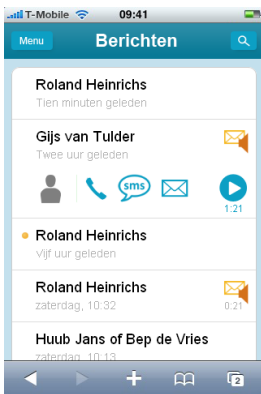 T-Mobile 09:41
Menu Berichten
Roland Heinrichs
Tien minuten geleden
Gijs van Tulder
Twee uur geleden
sms
1:21
Roland Heinrichs
Vijf uur geleden
Roland Heinrichs
zaterdag, 10:32 0:21
Huub Jans of Bep de Vries
zaterdag, 10:13
2